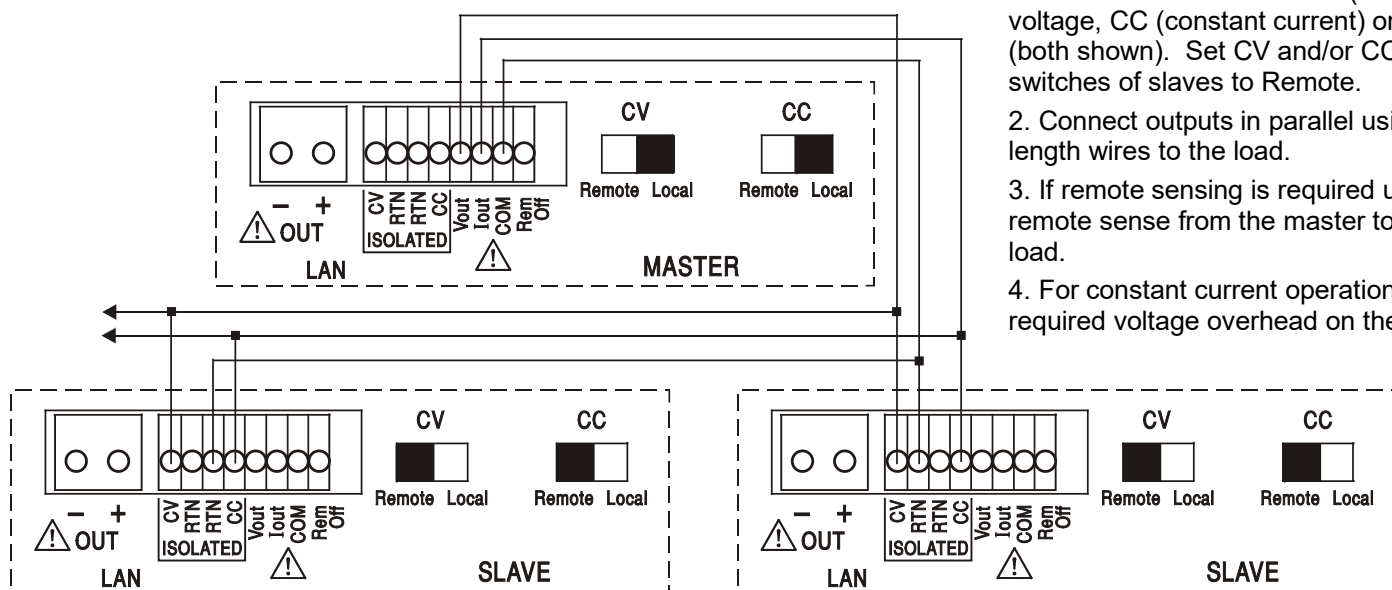 voltage, CC (constant current) or
(both shown). Set CV and/or CC
switches of slaves to Remote.
2. Connect outputs in parallel usi
length wires to the load.
3. If remote sensing is required u
remote sense from the master to
load.
4. For constant current operation
required voltage overhead on the
CV CC
Remote Local Remote Local
- +
OUT
CV RTN RTN CC Vout Iout COM Rem Off
ISOLATED
LAN MASTER
CV CC
Remote Local Remote Local
- +
OUT
CV RTN RTN CC Vout Iout COM Rem Off
ISOLATED
LAN SLAVE
CV CC
Remote Local Remote Local
- +
OUT
CV RTN RTN CC Vout Iout COM Rem Off
ISOLATED
LAN SLAVE